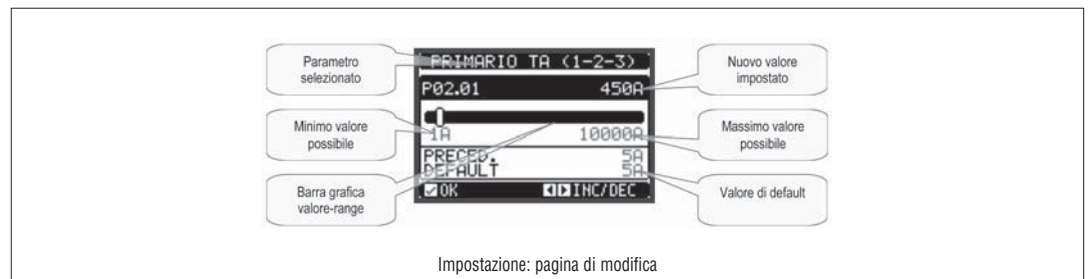 Parametro
selezionato
Minimo valore
possibile
Barra grafica
valore-range
PRIMARIO TA (1-2-3)
P02.01 450A
1A 10000A
PRECED. 5A
DEFAULT 5A
OK INC/DEC
Nuovo valore
impostato
Massimo valore
possibile
Valore di default
Impostazione: pagina di modifica